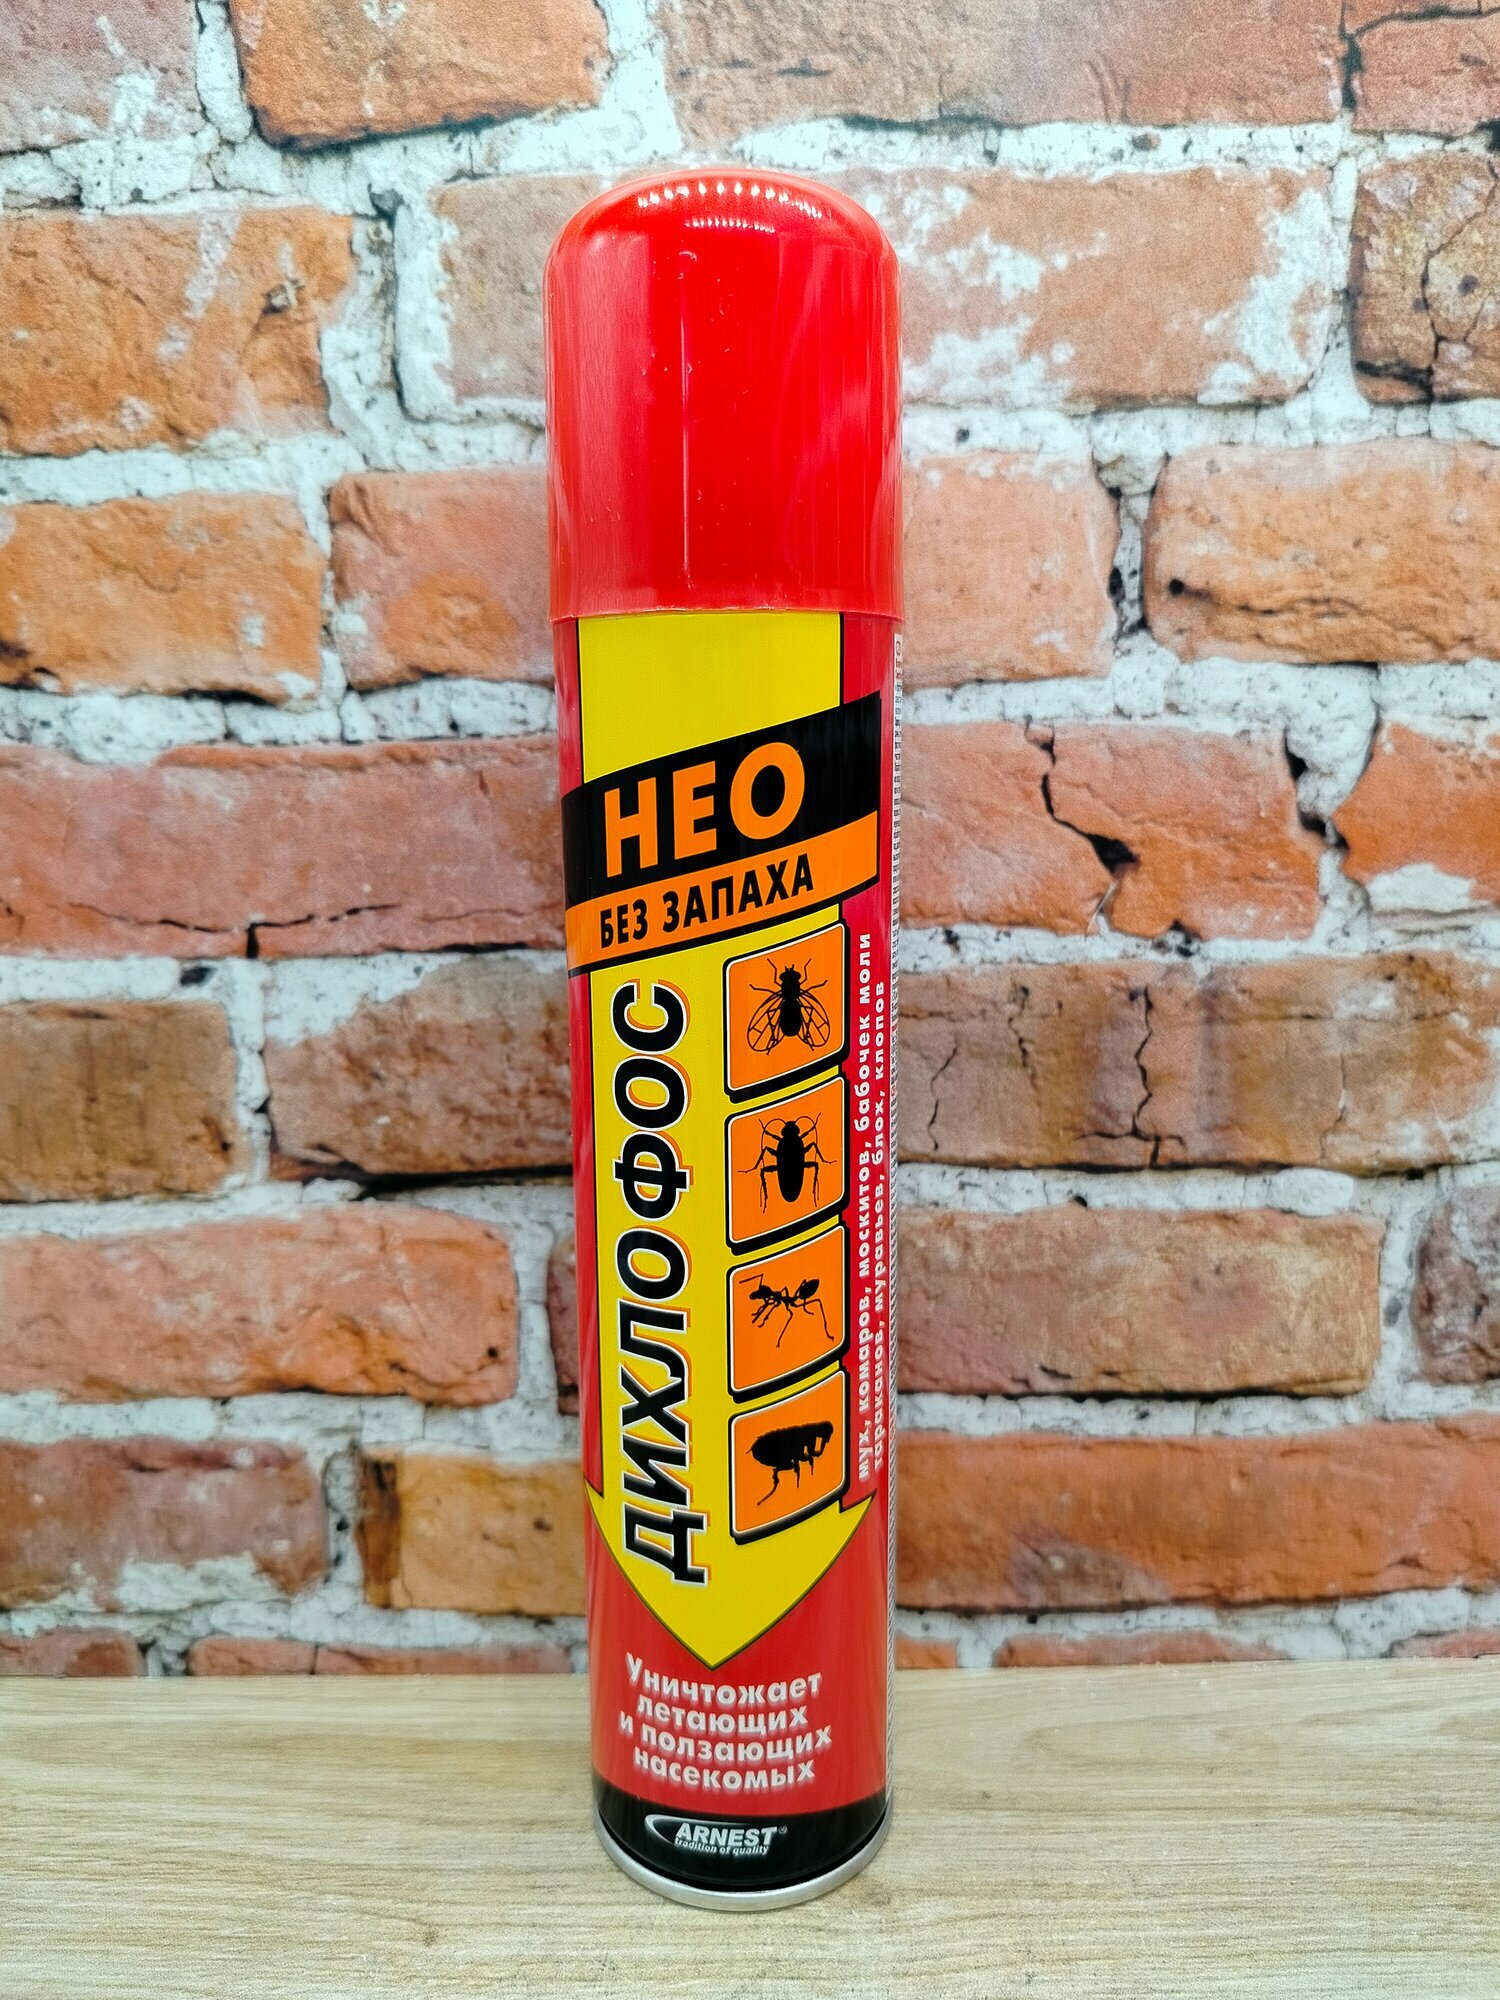 НЕО
БЕЗ ЗАПАХА
ДИХЛОФОС
мух, комаров, москитов, бабочек моли
тараканов, муравьев, блох, клопов
Уничтожает
летающих
и ползающих
насекомых
ARNEST®
tradition of quality